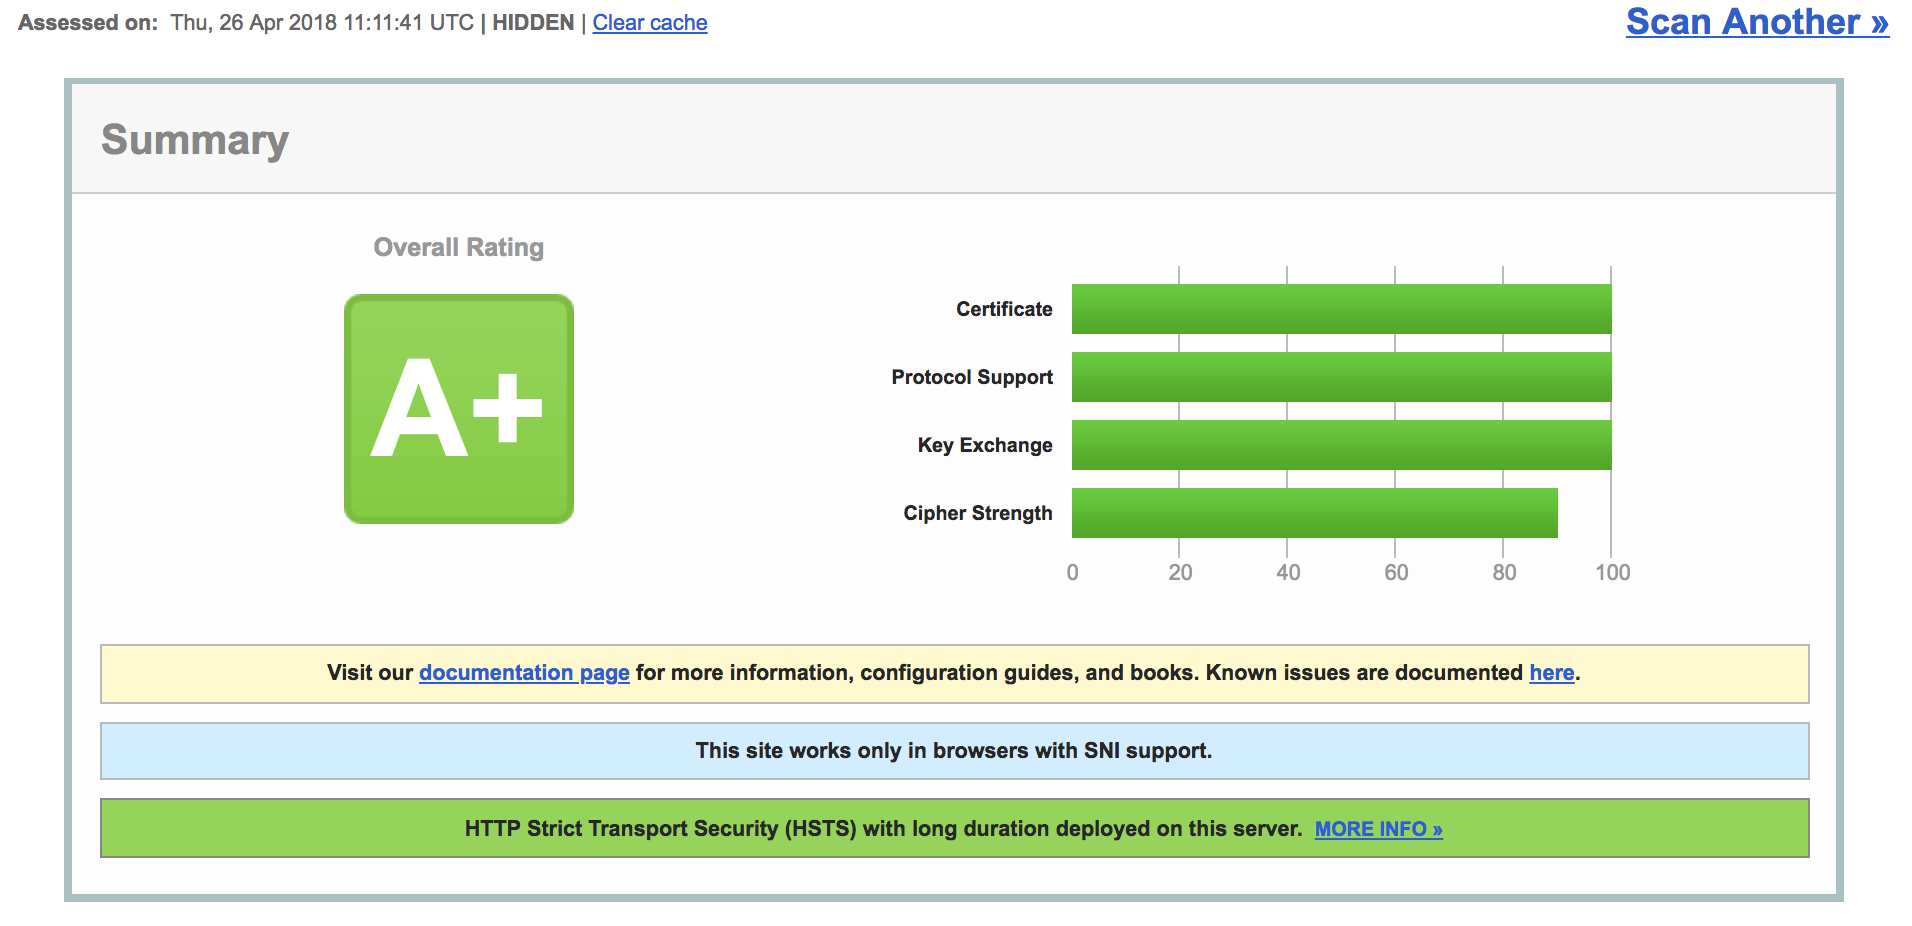 Assessed on: Thu, 26 Apr 2018 11:11:41 UTC | HIDDEN | Clear cache
Scan Another »
Summary
Overall Rating
A+
Certificate
Protocol Support
Key Exchange
Cipher Strength
0 20 40 60 80 100
Visit our documentation page for more information, configuration guides, and books. Known issues are documented here.
This site works only in browsers with SNI support.
HTTP Strict Transport Security (HSTS) with long duration deployed on this server. MORE INFO »